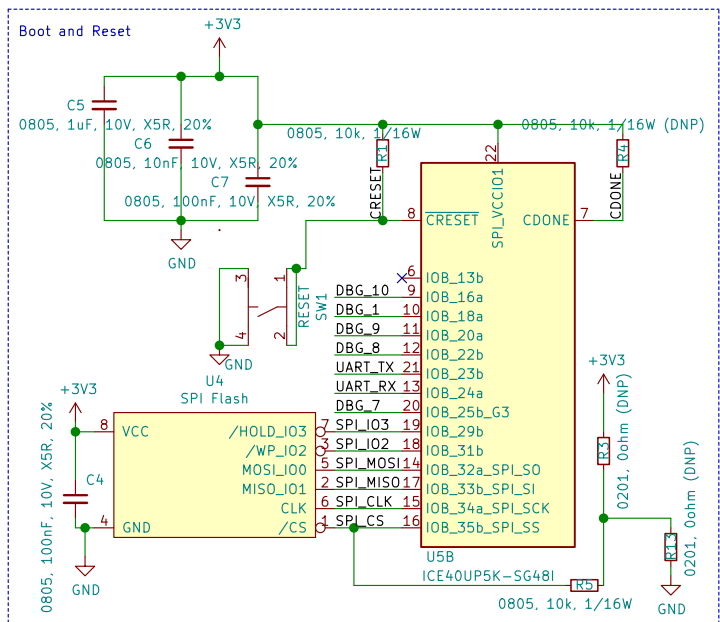 Boot and Reset
+3V3
C5
0805, 1uF, 10V, X5R, 20%
C6
0805, 10nF, 10V, X5R, 20%
C7
0805, 100nF, 10V, X5R, 20%
GND
0805, 10k, 1/16W
R1
CRESET
0805, 10k, 1/16W (DNP)
R4
CDONE
22
SPI_VCCIO1
8
CRESET
CDONE
7
3
4
1
2
RESET
SW1
GND
6
IOB_13b
DBG_10
9
IOB_16a
DBG_1
10
IOB_18a
DBG_9
11
IOB_20a
DBG_8
12
IOB_22b
UART_TX
21
IOB_23b
UART_RX
13
IOB_24a
DBG_7
20
IOB_25b_G3
SPI_IO3
19
IOB_29b
SPI_IO2
18
IOB_31b
SPI_MOSI
14
IOB_32a_SPI_SO
SPI_MISO
17
IOB_33b_SPI_SI
SPI_CLK
15
IOB_34a_SPI_SCK
SPI_CS
16
IOB_35b_SPI_SS
U5B
ICE40UP5K-SG48I
U4
SPI Flash
+3V3
8
VCC
/HOLD_IO3
7
/WP_IO2
3
MOSI_IO0
5
MISO_IO1
2
CLK
6
/CS
1
4
GND
C4
0805, 100nF, 10V, X5R, 20%
GND
+3V3
R3
0201, 0ohm (DNP)
R13
0201, 0ohm (DNP)
GND
R5
0805, 10k, 1/16W